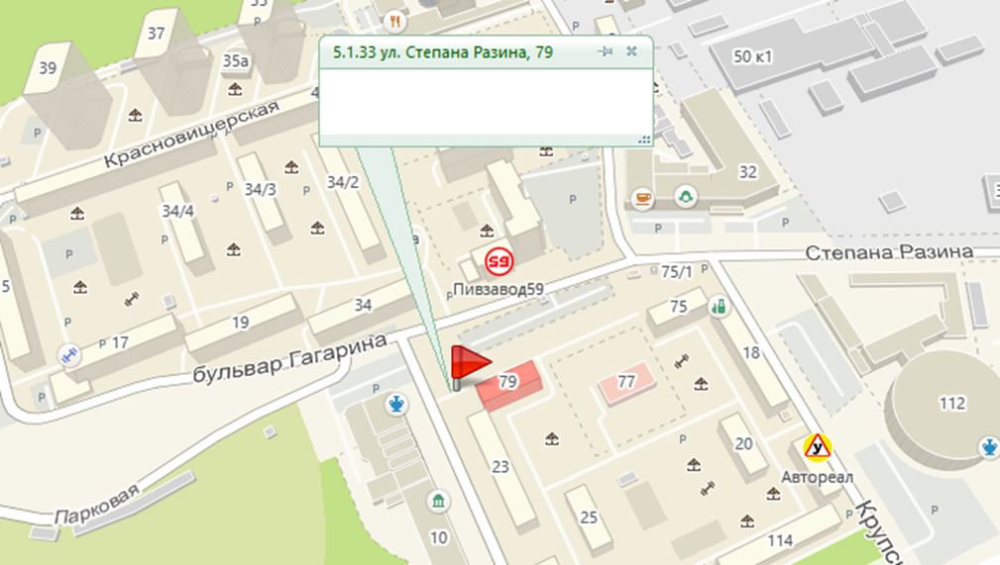 35
37
39
35а
50 к1
5.1.33 ул. Степана Разина, 79
4
Красновишерская
P
P
32
34/2
34/3
34/4
P
P
P
P
P
P
а
59
Степана Разина
P
75/1
P
Пивзавод59
P
5
34
75
19
17
P
бульвар Гагарина
18
79
77
P
P
112
20
P
23
У
Автореал
Парковая
25
P
P
10
114
Крупс